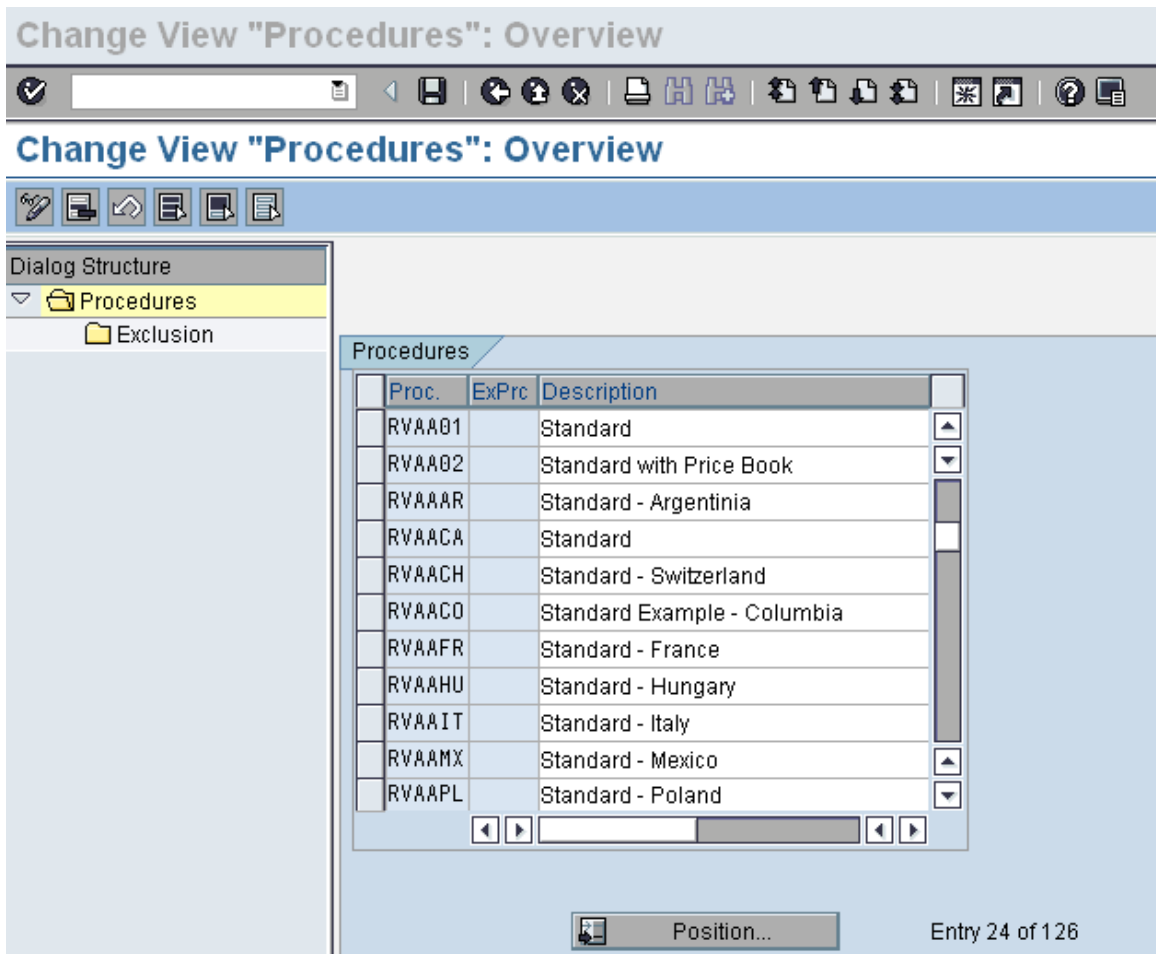 Change View "Procedures": Overview
Change View "Procedures": Overview
Dialog Structure
Procedures
Exclusion
Procedures
Proc. ExPrc Description
RVAA01 Standard
RVAA02 Standard with Price Book
RVAAAR Standard - Argentinia
RVAACA Standard
RVAACH Standard - Switzerland
RVAACO Standard Example - Columbia
RVAAFR Standard - France
RVAAHU Standard - Hungary
RVAAIT Standard - Italy
RVAAMX Standard - Mexico
RVAAPL Standard - Poland
Position... Entry 24 of 126